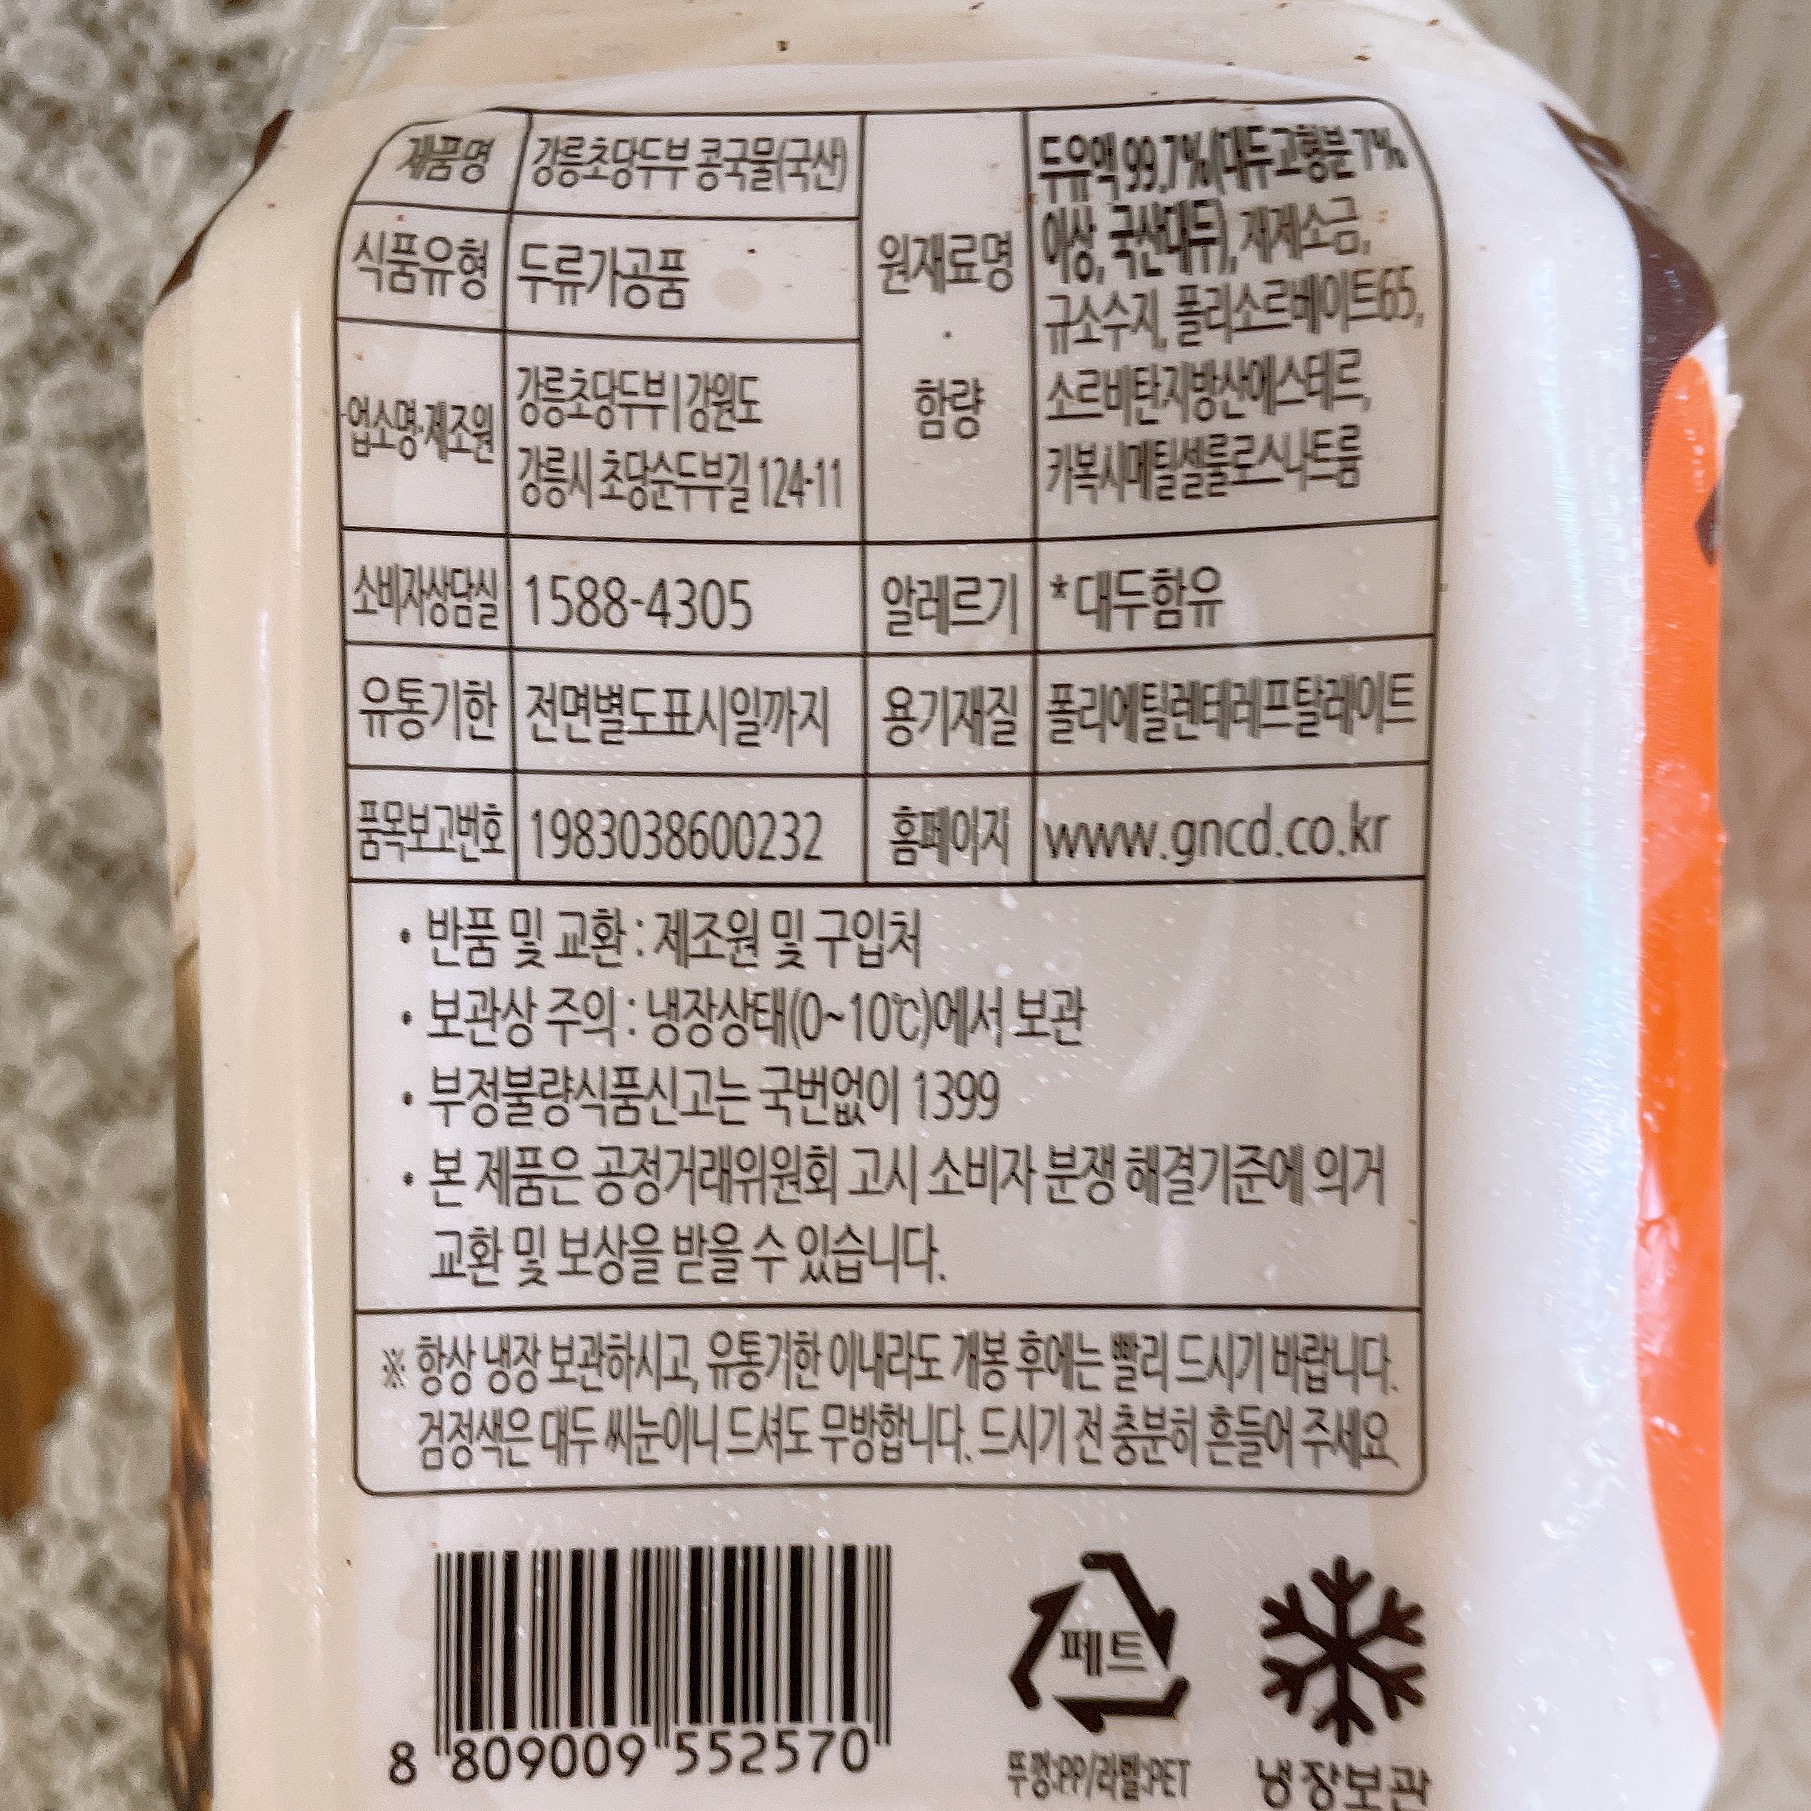 제품명 강릉초당두부 콩국물(국산)
식품유형 두류가공품
업소명·제조원 강릉초당두부 | 강원도
강릉시 초당순두부길 124-11
원재료명
·
함량
두유액 99.7%(대두고형분 7%
이상, 국산대두), 재제소금,
규소수지, 폴리소르베이트65,
소르비탄지방산에스테르,
카복시메틸셀룰로스나트륨
소비자상담실 1588-4305 알레르기 *대두함유
유통기한 전면별도표시일까지 용기재질 폴리에틸렌테레프탈레이트
품목보고번호 1983038600232 홈페이지 www.gncd.co.kr
• 반품 및 교환 : 제조원 및 구입처
• 보관상 주의 : 냉장상태(0~10℃)에서 보관
• 부정불량식품신고는 국번없이 1399
• 본 제품은 공정거래위원회 고시 소비자 분쟁 해결기준에 의거
교환 및 보상을 받을 수 있습니다.
※ 항상 냉장 보관하시고, 유통기한 이내라도 개봉 후에는 빨리 드시기 바랍니다.
검정색은 대두 씨눈이니 드셔도 무방합니다. 드시기 전 충분히 흔들어 주세요
페트
8 809009 552570
뚜껑:PP/라벨:PET
냉장보관